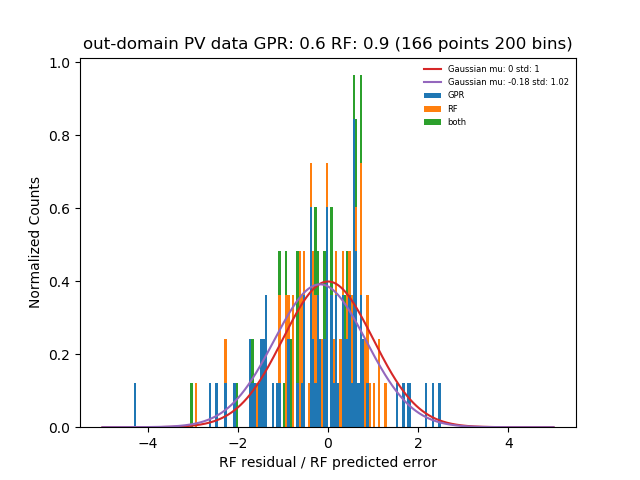 out-domain PV data GPR: 0.6 RF: 0.9 (166 points 200 bins)
Gaussian mu: 0 std: 1
Gaussian mu: -0.18 std: 1.02
GPR
RF
both
1.0
0.8
0.6
0.4
0.2
0.0
Normalized Counts
−4
−2
0
2
4
RF residual / RF predicted error